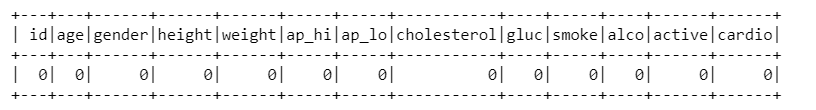 +---+---+------+------+------+-----+-----+-----------+----+-----+----+------+------+
| id|age|gender|height|weight|ap_hi|ap_lo|cholesterol|gluc|smoke|alco|active|cardio|
+---+---+------+------+------+-----+-----+-----------+----+-----+----+------+------+
|  0|  0|     0|     0|     0|    0|    0|          0|   0|    0|   0|     0|     0|
+---+---+------+------+------+-----+-----+-----------+----+-----+----+------+------+